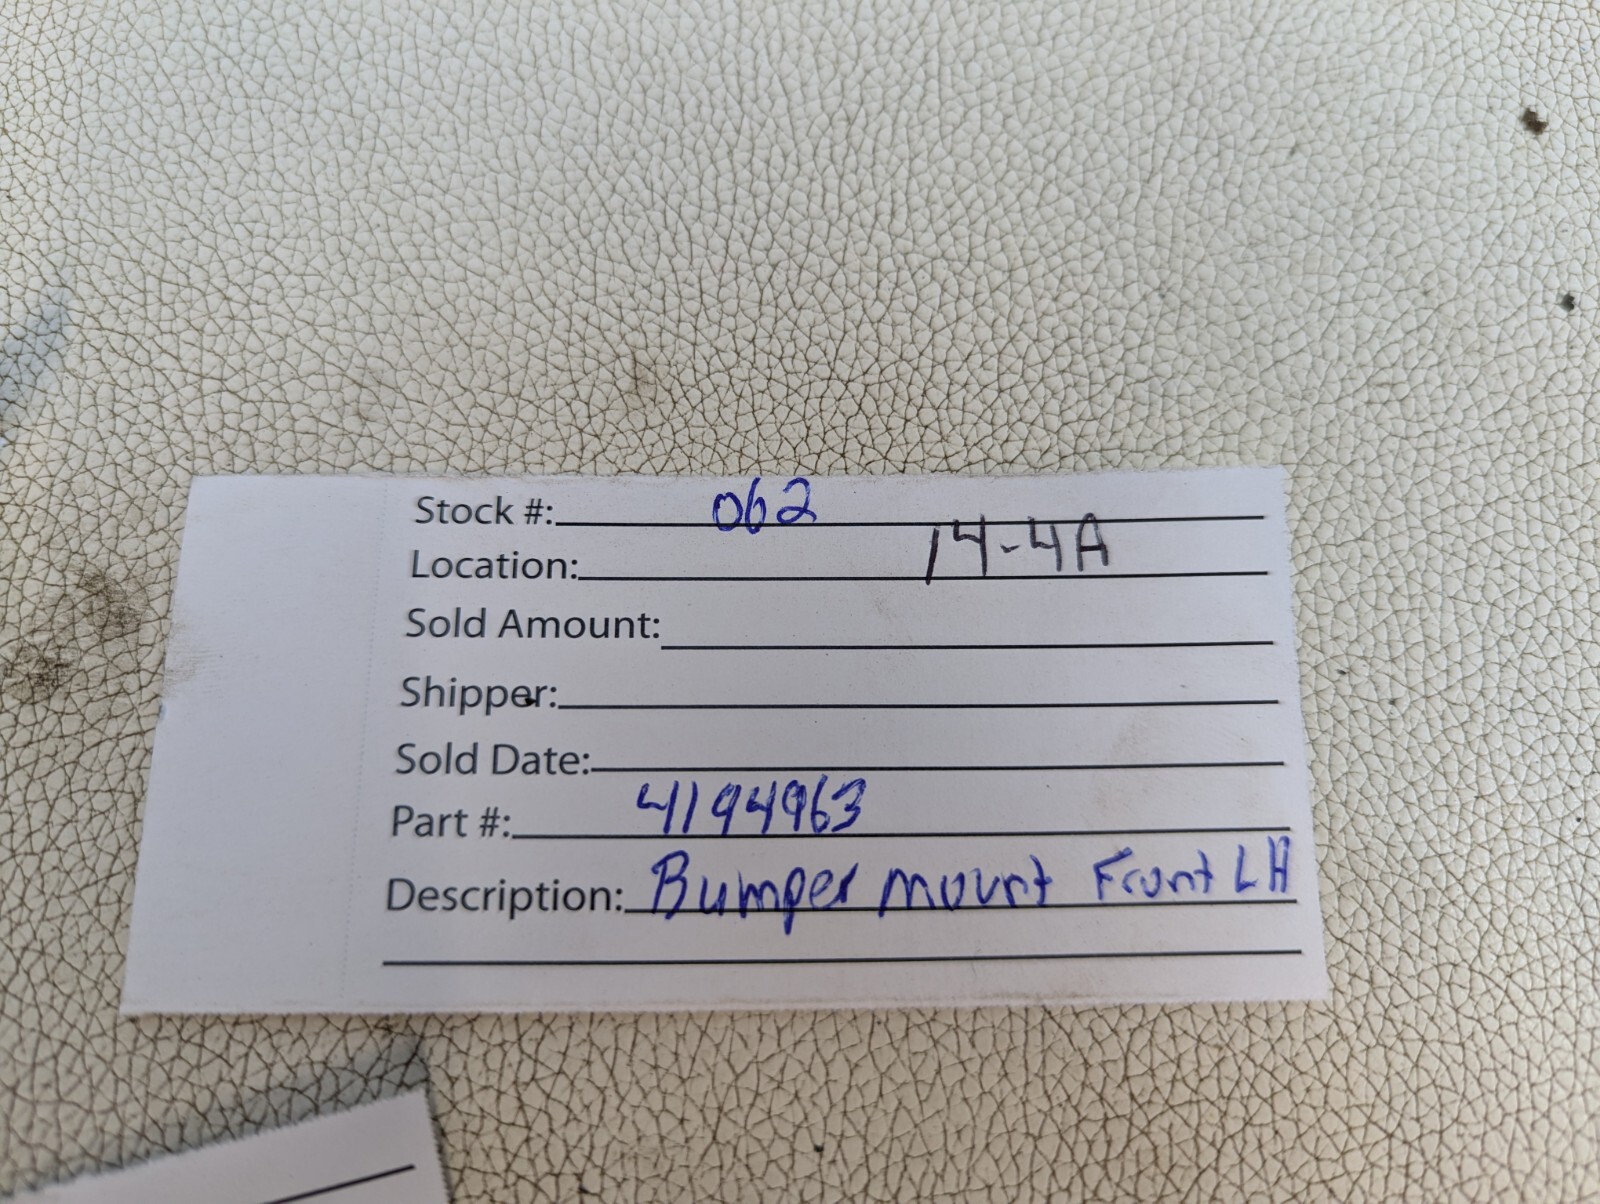 Stock #: 062
Location: 14-4A
Sold Amount:
Shipper:
Sold Date:
Part #: 4194963
Description: Bumper mount Front LH